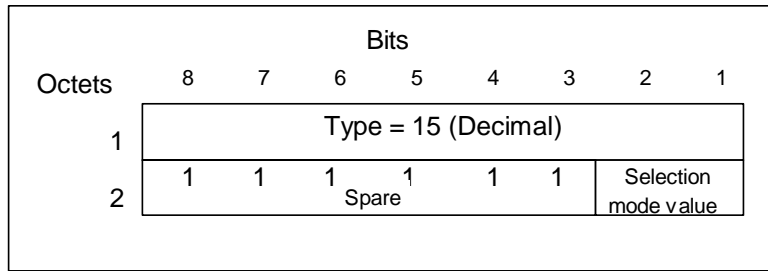 Bits
Octets 8 7 6 5 4 3 2 1
1 Type = 15 (Decimal)
2 1 1 1 1 1 1 Selection
Spare mode value